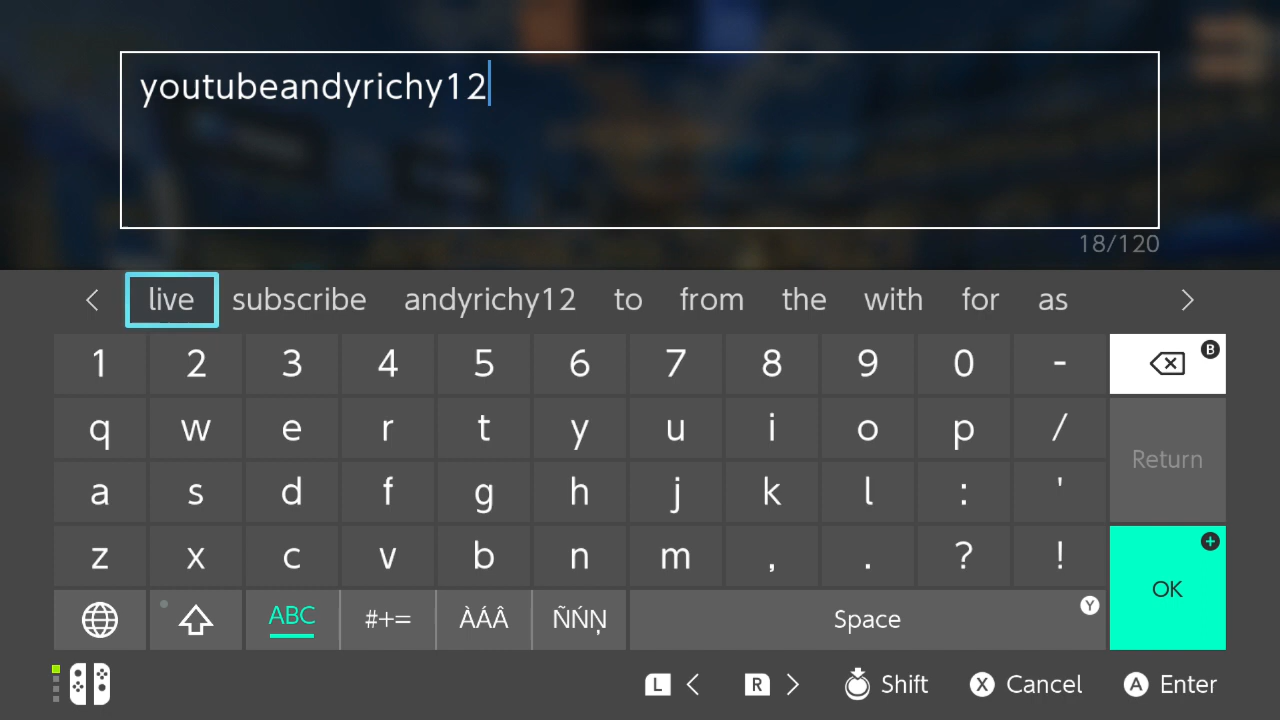 youtubeandyrichy12
18/120
live subscribe andyrichy12 to from the with for as
1 2 3 4 5 6 7 8 9 0 - B
q w e r t y u i o p /
Return
a s d f g h j k l : '
z x c v b n m , . ? ! +
OK
ABC #+= ÀÁÂ ÑŃŅ Space Y
L < R > Shift X Cancel A Enter